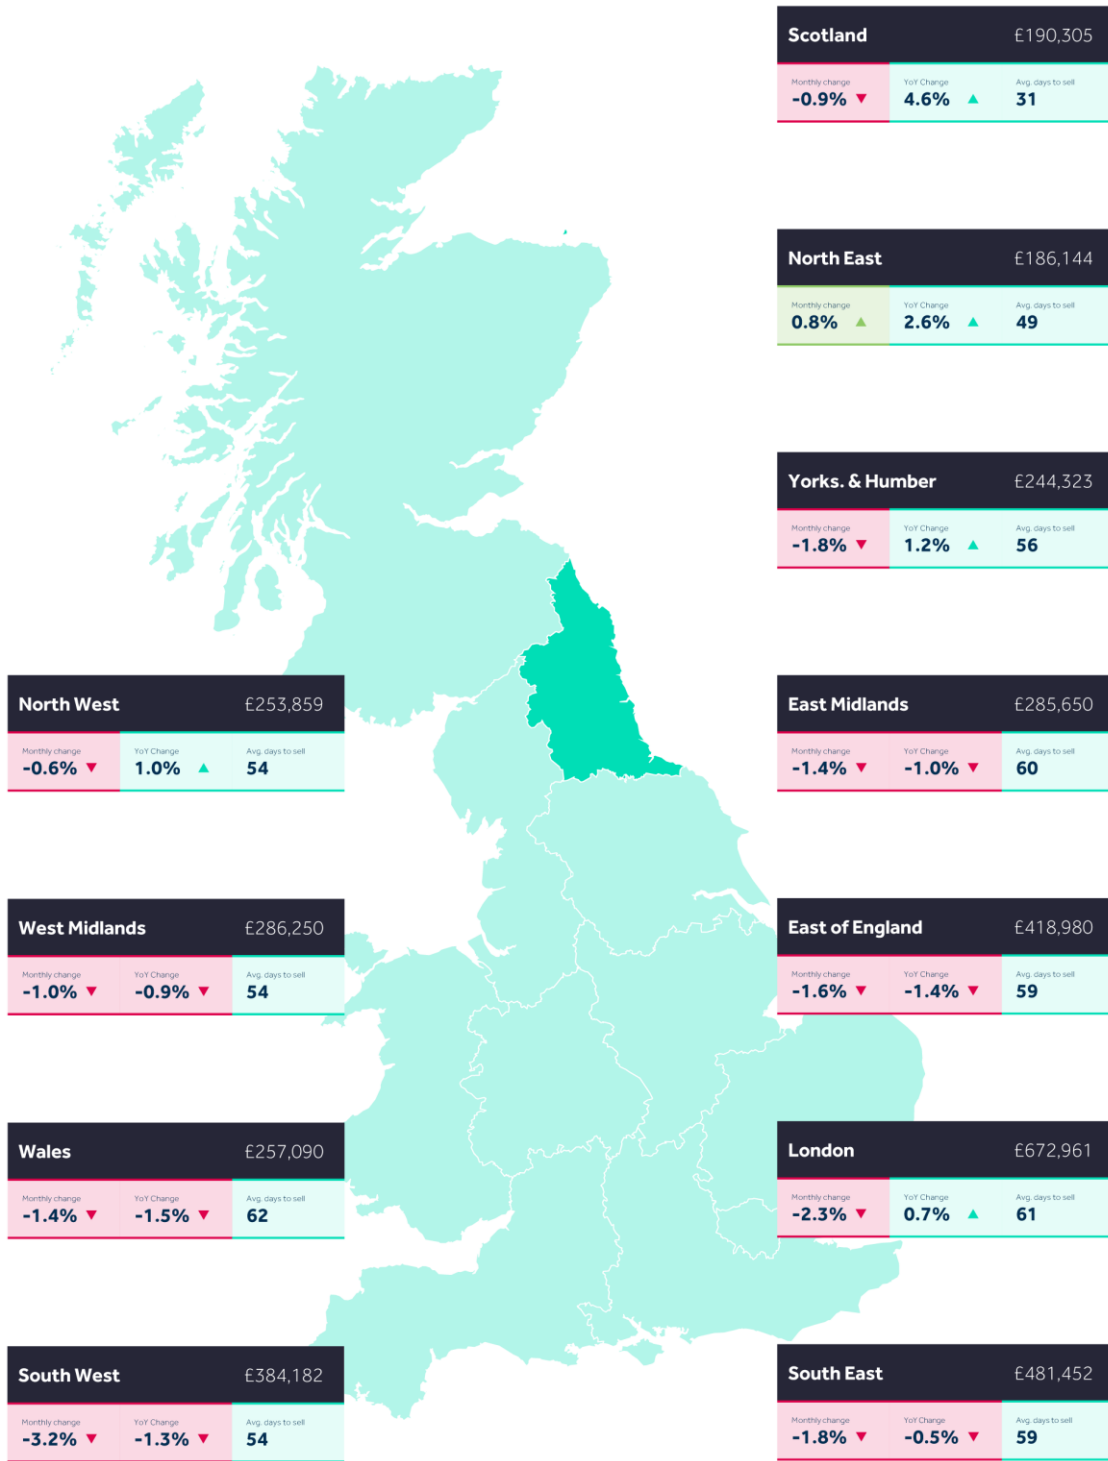 Scotland £190,305
Monthly change YoY Change Avg. days to sell
-0.9% ▼ 4.6% ▲ 31
North East £186,144
Monthly change YoY Change Avg. days to sell
0.8% ▲ 2.6% ▲ 49
Yorks. & Humber £244,323
Monthly change YoY Change Avg. days to sell
-1.8% ▼ 1.2% ▲ 56
North West £253,859
Monthly change YoY Change Avg. days to sell
-0.6% ▼ 1.0% ▲ 54
East Midlands £285,650
Monthly change YoY Change Avg. days to sell
-1.4% ▼ -1.0% ▼ 60
West Midlands £286,250
Monthly change YoY Change Avg. days to sell
-1.0% ▼ -0.9% ▼ 54
East of England £418,980
Monthly change YoY Change Avg. days to sell
-1.6% ▼ -1.4% ▼ 59
Wales £257,090
Monthly change YoY Change Avg. days to sell
-1.4% ▼ -1.5% ▼ 62
London £672,961
Monthly change YoY Change Avg. days to sell
-2.3% ▼ 0.7% ▲ 61
South West £384,182
Monthly change YoY Change Avg. days to sell
-3.2% ▼ -1.3% ▼ 54
South East £481,452
Monthly change YoY Change Avg. days to sell
-1.8% ▼ -0.5% ▼ 59